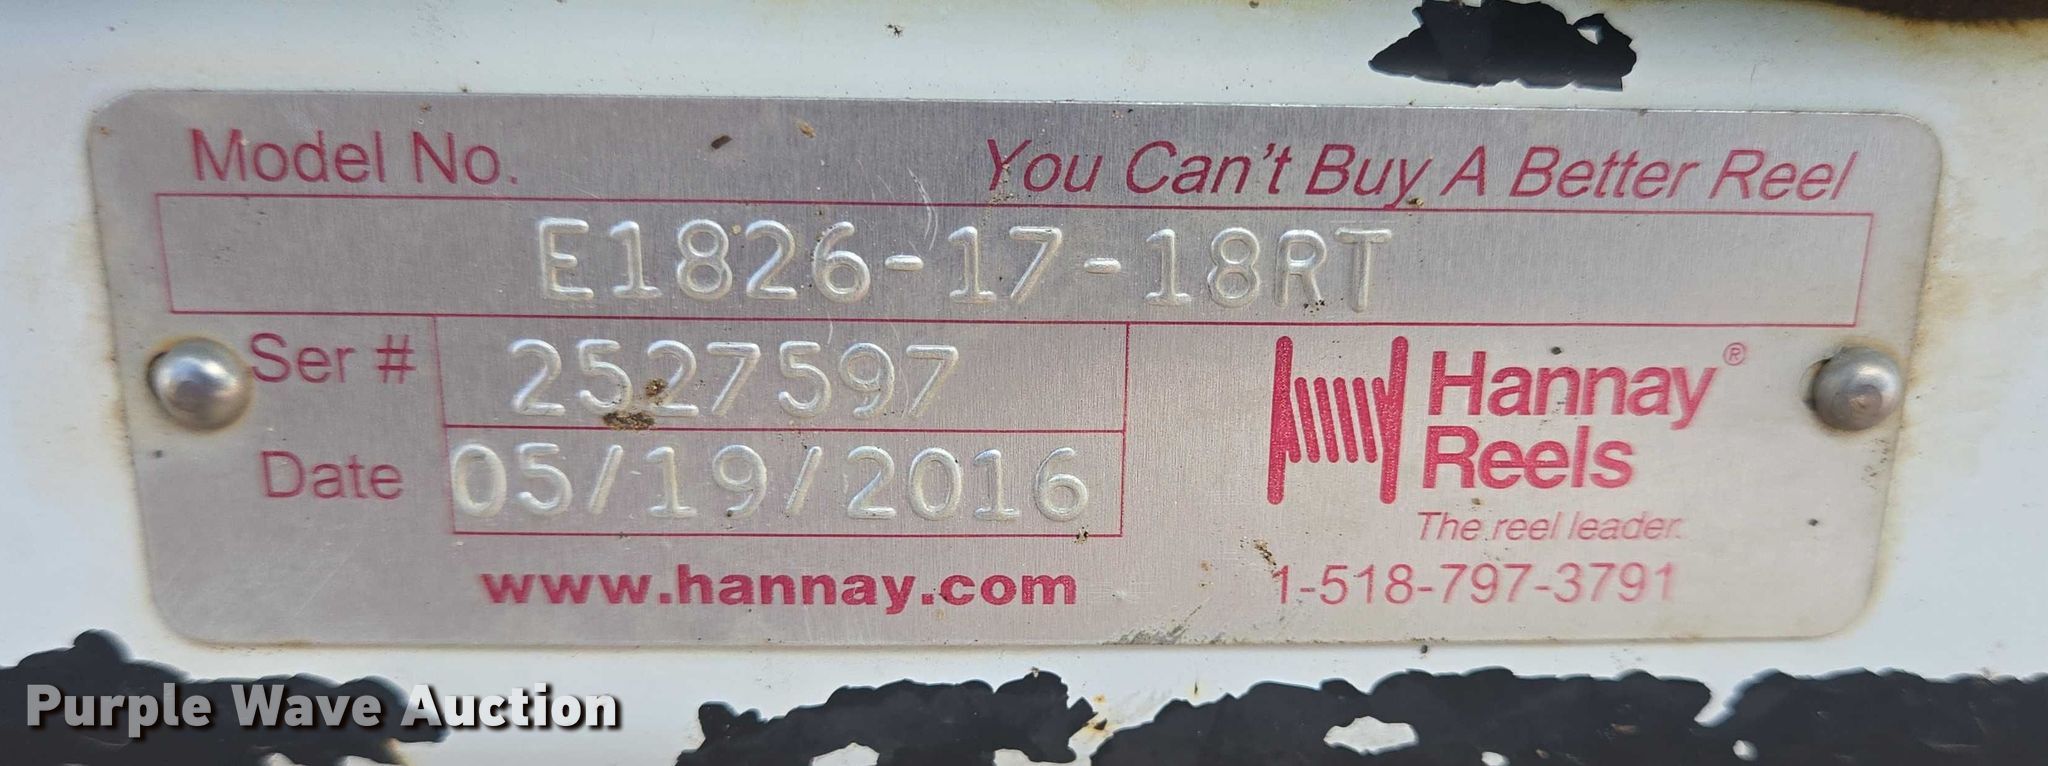 Model No. You Can't Buy A Better Reel
E1826-17-18RT
Ser # 2527597
Date 05/19/2016
Hannay®
Reels
The reel leader.
www.hannay.com 1-518-797-3791
Purple Wave Auction